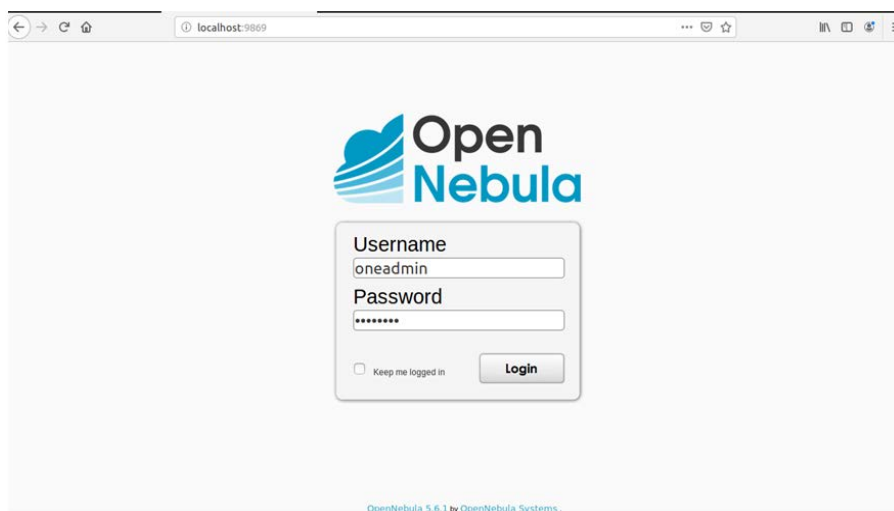 localhost:9869
Open
Nebula
Username
oneadmin
Password
••••••••
Keep me logged in
Login
OpenNebula 5.6.1 by OpenNebula Systems .